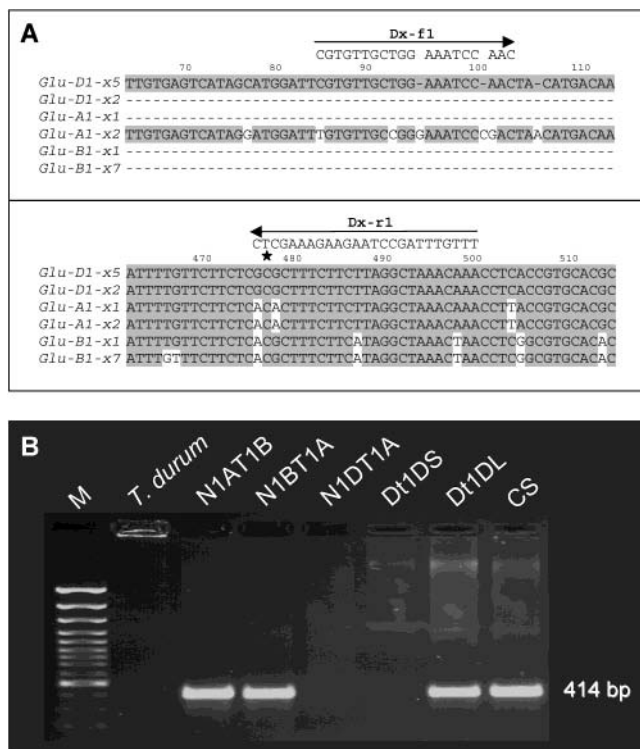 A
Dx-f1
CGTGTTGCTGG AAATCC AAC
70 80 90 100 110
Glu-D1-x5 TTGTGAGTCATAGCATGGATTCGTGTTGCTGG-AAATCC-AACTA-CATGACAA
Glu-D1-x2 ------------------------------------------------------
Glu-A1-x1 ------------------------------------------------------
Glu-A1-x2 TTGTGAGTCATAGGATGGATTTGTGTTGCCGGGAAATCCCGACTAACATGACAA
Glu-B1-x1 ------------------------------------------------------
Glu-B1-x7 ------------------------------------------------------
Dx-r1
CTCGAAAGAAGAATCCGATTTGTTT
470 480 490 500 510
Glu-D1-x5 ATTTTGTTCTTCTCGCGCTTTCTTCTTAGGCTAAACAAACCTCACCGTGCACGC
Glu-D1-x2 ATTTTGTTCTTCTCGCGCTTTCTTCTTAGGCTAAACAAACCTCACCGTGCACGC
Glu-A1-x1 ATTTTGTTCTTCTCACACTTTCTTCTTAGGCTAAACAAACCTTACCGTGCACGC
Glu-A1-x2 ATTTTGTTCTTCTCACACTTTCTTCTTAGGCTAAACAAACCTTACCGTGCACGC
Glu-B1-x1 ATTTTGTTCTTCTCACGCTTTCTTCATAGGCTAAACTAACCTCGGCGTGCACAC
Glu-B1-x7 ATTTGTTTCTTCTCACGCTTTCTTCATAGGCTAAACTAACCTCGGCGTGCACAC
B
M T. durum N1AT1B N1BT1A N1DT1A Dt1DS Dt1DL CS
414 bp